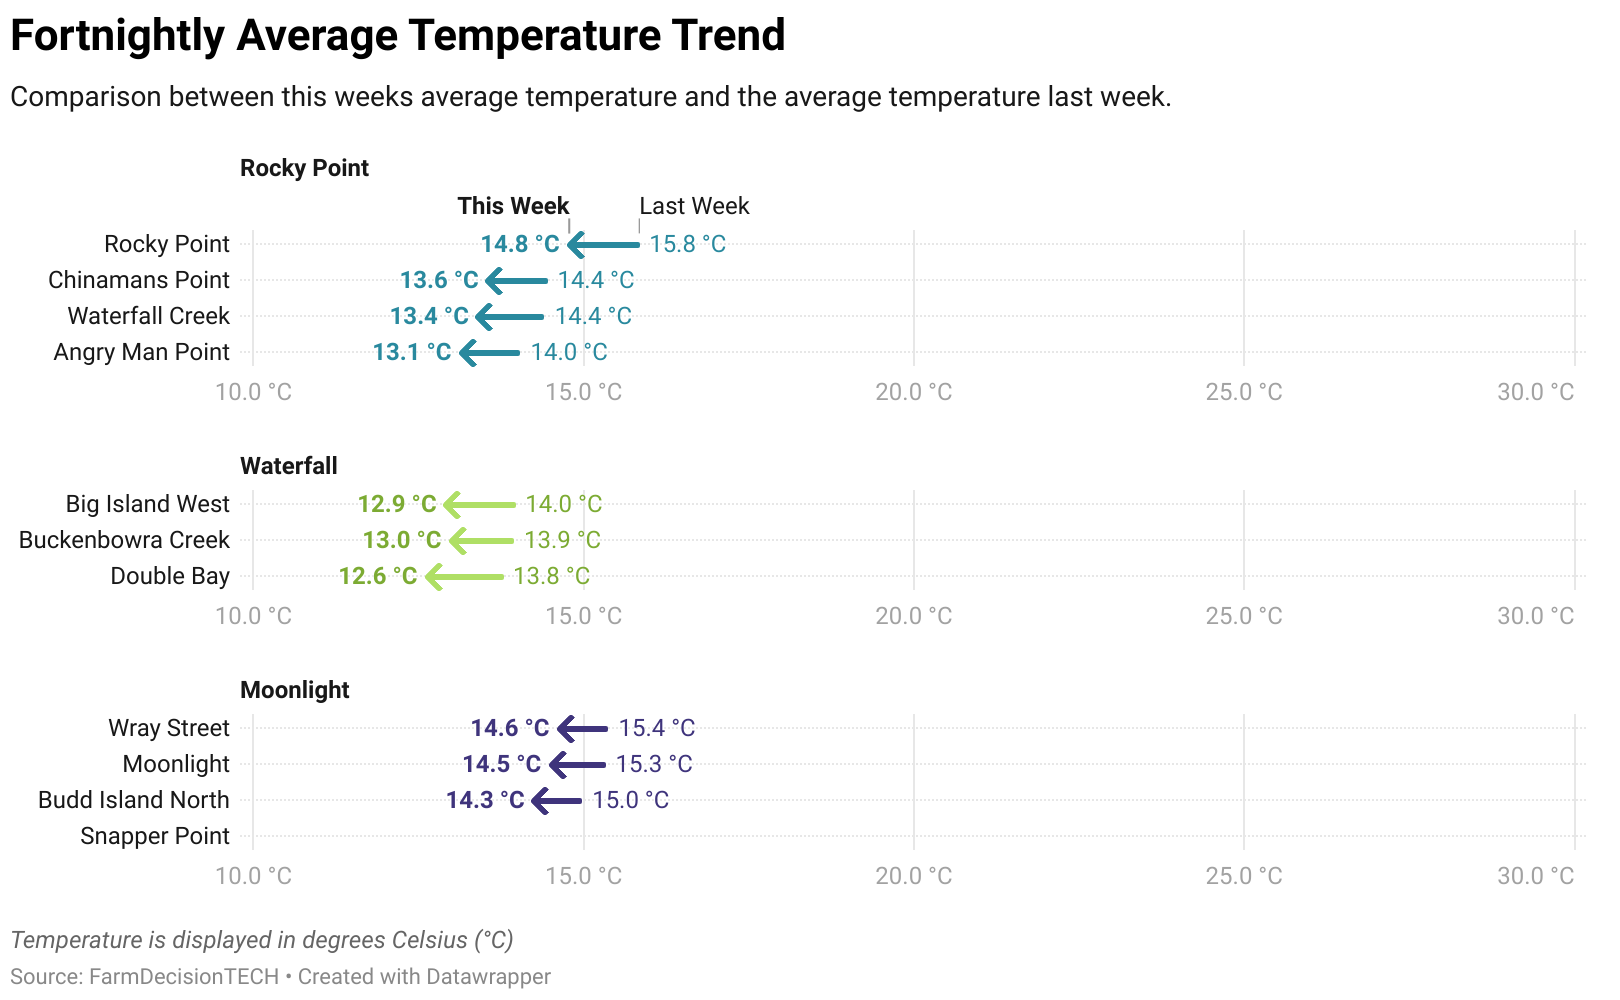 Fortnightly Average Temperature Trend
Comparison between this weeks average temperature and the average temperature last week.
Rocky Point
This Week Last Week
Rocky Point 14.8 °C 15.8 °C
Chinamans Point 13.6 °C 14.4 °C
Waterfall Creek 13.4 °C 14.4 °C
Angry Man Point 13.1 °C 14.0 °C
10.0 °C 15.0 °C 20.0 °C 25.0 °C 30.0 °C
Waterfall
Big Island West 12.9 °C 14.0 °C
Buckenbowra Creek 13.0 °C 13.9 °C
Double Bay 12.6 °C 13.8 °C
10.0 °C 15.0 °C 20.0 °C 25.0 °C 30.0 °C
Moonlight
Wray Street 14.6 °C 15.4 °C
Moonlight 14.5 °C 15.3 °C
Budd Island North 14.3 °C 15.0 °C
Snapper Point
10.0 °C 15.0 °C 20.0 °C 25.0 °C 30.0 °C
Temperature is displayed in degrees Celsius (°C)
Source: FarmDecisionTECH • Created with Datawrapper